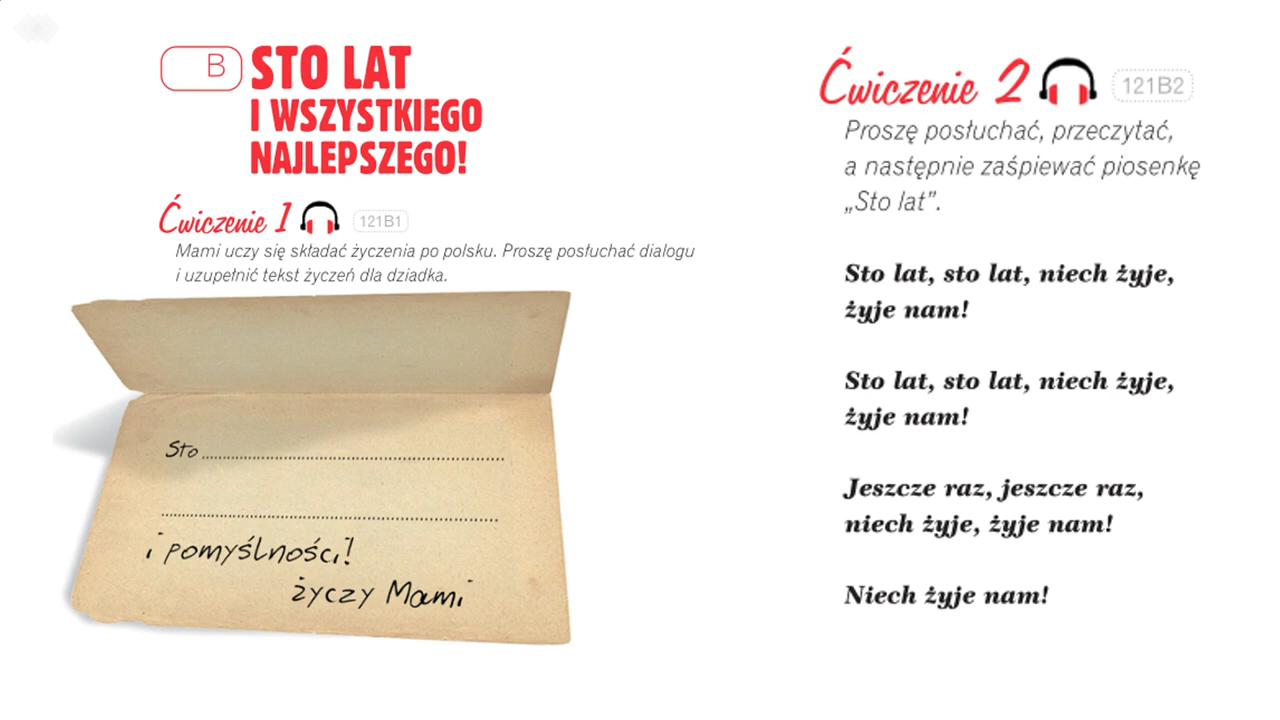 B
STO LAT
I WSZYSTKIEGO
NAJLEPSZEGO!
Ćwiczenie 1 121B1
Mami uczy się składać życzenia po polsku. Proszę posłuchać dialogu
i uzupełnić tekst życzeń dla dziadka.
Sto
i pomyślności!
życzy Mami
Ćwiczenie 2 121B2
Proszę posłuchać, przeczytać,
a następnie zaśpiewać piosenkę
„Sto lat”.
Sto lat, sto lat, niech żyje,
żyje nam!
Sto lat, sto lat, niech żyje,
żyje nam!
Jeszcze raz, jeszcze raz,
niech żyje, żyje nam!
Niech żyje nam!